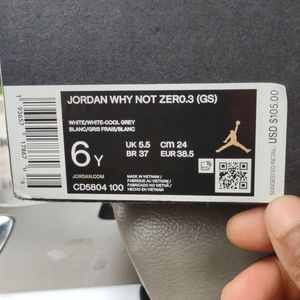 JORDAN WHY NOT ZER0.3 (GS)
WHITE/WHITE-COOL GREY
BLANC/GRIS FRAIS/BLANC
6Y
UK 5.5 CM 24
BR 37 EUR 38.5
JORDAN.COM
CD5804 100
MADE IN VIETNAM /
FABRIQUÉ AU VIETNAM /
FABRICADO NO VIETNÃ /
HECHO EN VIETNAM
SUGGESTED RETAIL:
USD $105.00